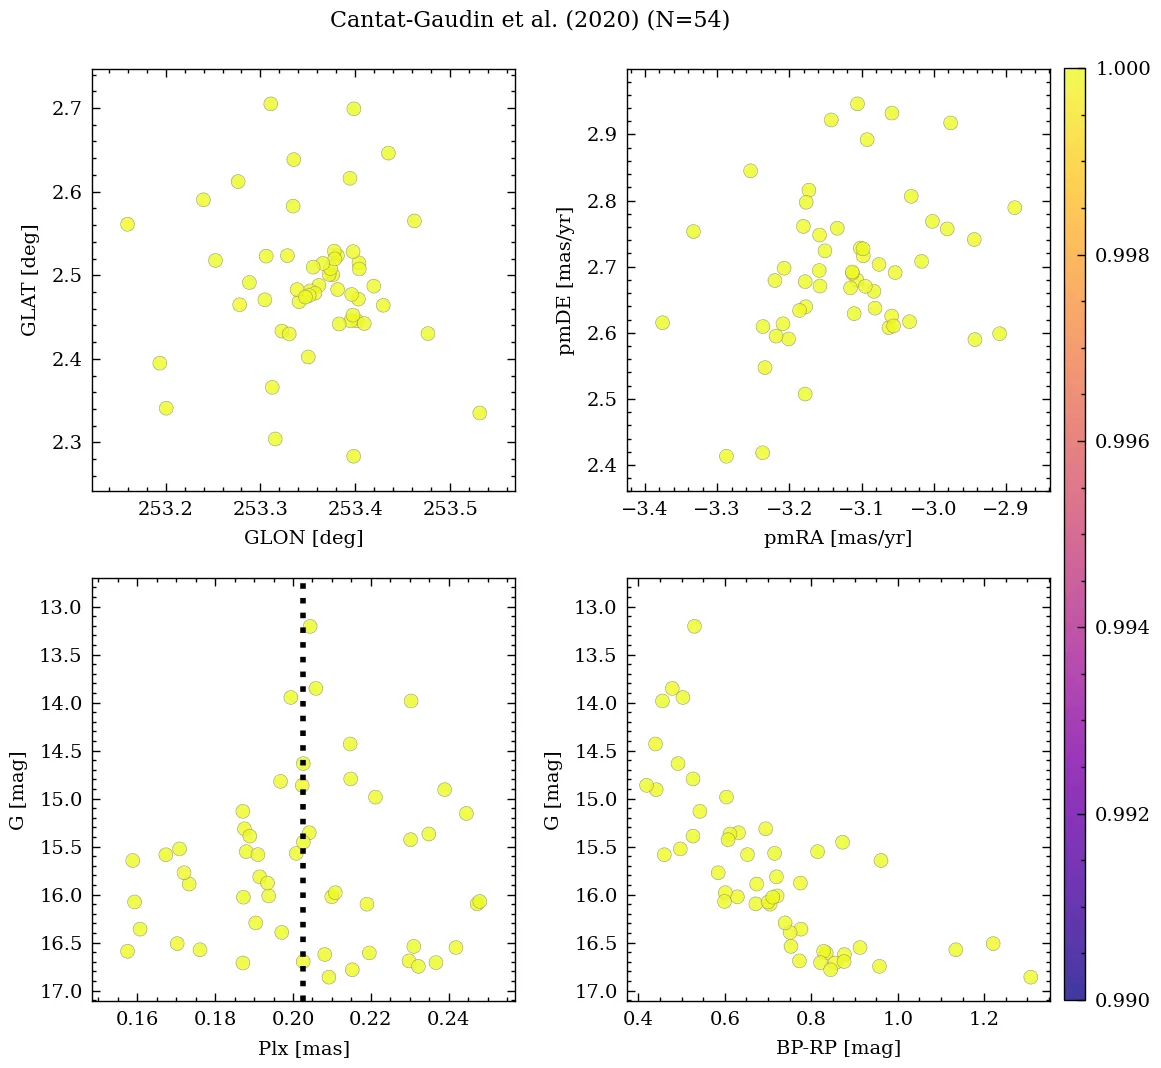 Cantat-Gaudin et al. (2020) (N=54)
2.7
2.6
2.5
2.4
2.3
GLAT [deg]
253.2 253.3 253.4 253.5
GLON [deg]
2.9
2.8
2.7
2.6
2.5
2.4
pmDE [mas/yr]
−3.4 −3.3 −3.2 −3.1 −3.0 −2.9
pmRA [mas/yr]
13.0
13.5
14.0
14.5
15.0
15.5
16.0
16.5
17.0
G [mag]
0.16 0.18 0.20 0.22 0.24
Plx [mas]
13.0
13.5
14.0
14.5
15.0
15.5
16.0
16.5
17.0
G [mag]
0.4 0.6 0.8 1.0 1.2
BP-RP [mag]
1.000
0.998
0.996
0.994
0.992
0.990